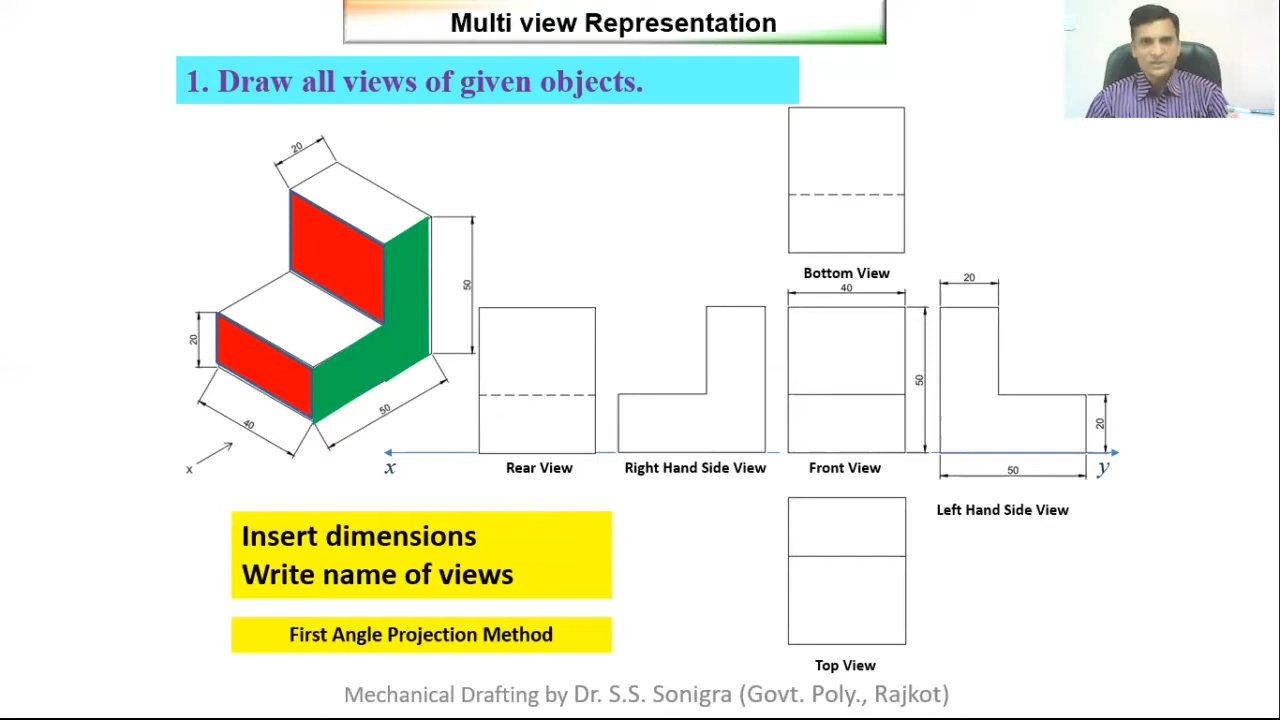 Multi view Representation
1. Draw all views of given objects.
20
50
20
40
50
x
Bottom View
40
50
20
20
50
x
y
Rear View
Right Hand Side View
Front View
Left Hand Side View
Insert dimensions
Write name of views
First Angle Projection Method
Top View
Mechanical Drafting by Dr. S.S. Sonigra (Govt. Poly., Rajkot)